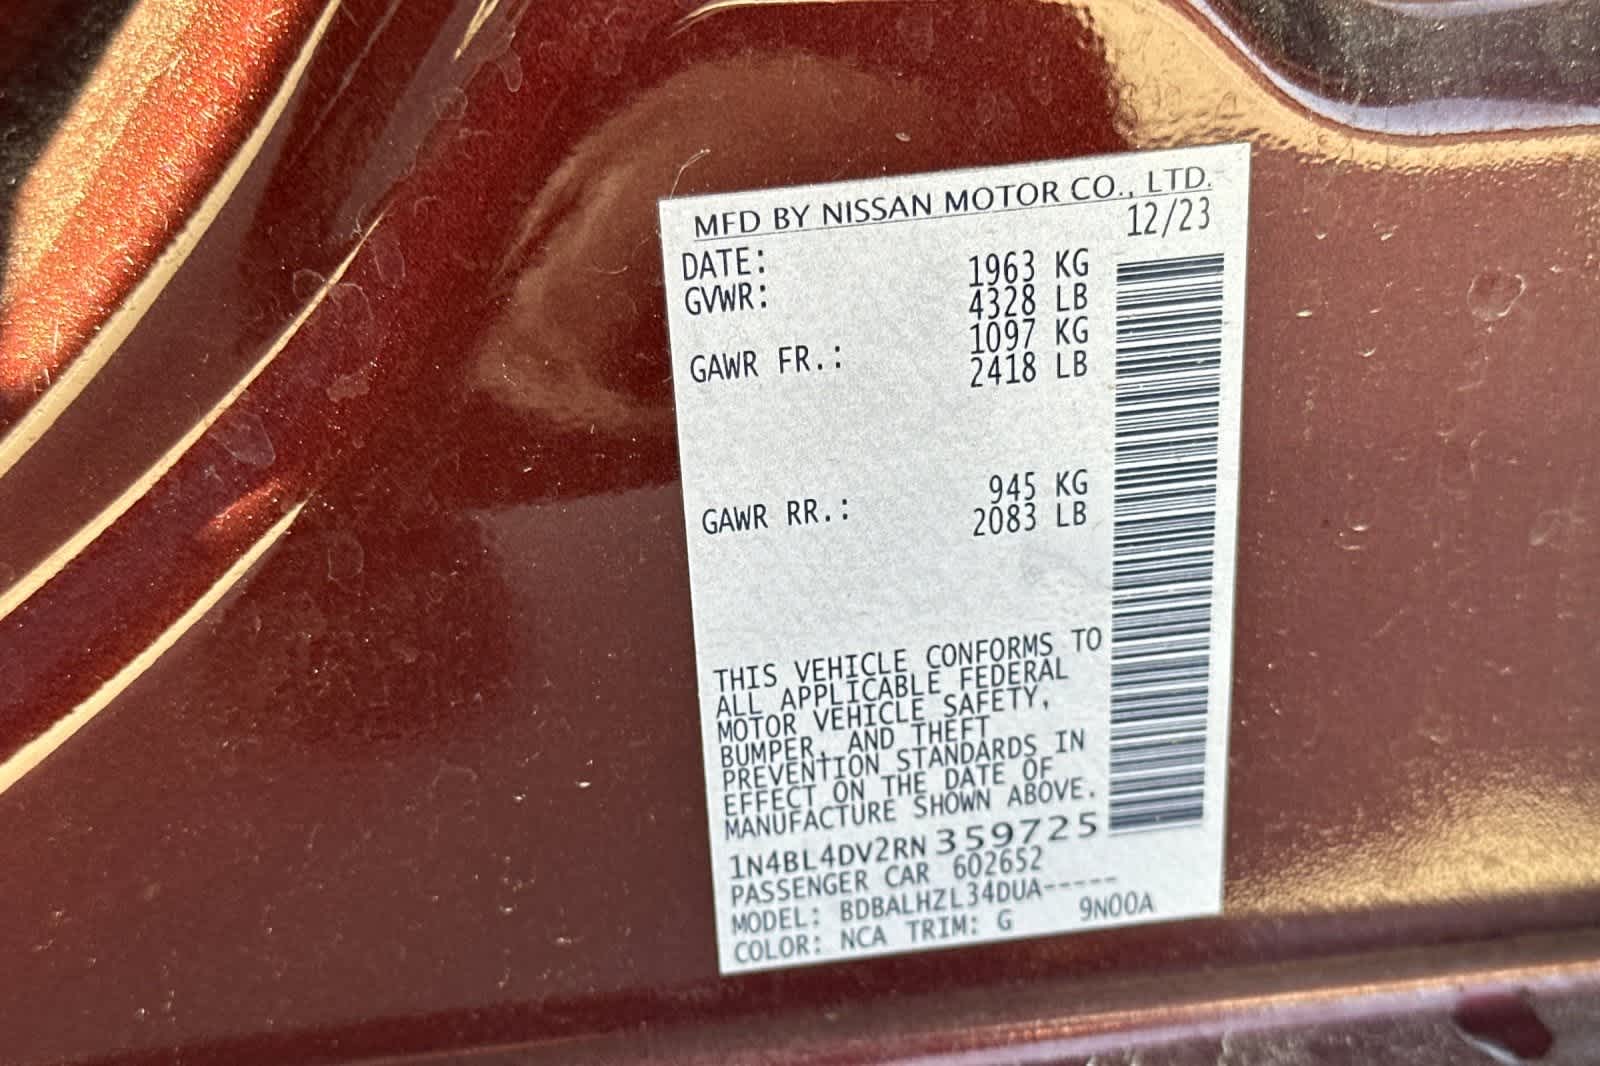 MFD BY NISSAN MOTOR CO., LTD.
DATE: 12/23
GVWR: 1963 KG
4328 LB
GAWR FR.: 1097 KG
2418 LB
GAWR RR.: 945 KG
2083 LB
THIS VEHICLE CONFORMS TO
ALL APPLICABLE FEDERAL
MOTOR VEHICLE SAFETY,
BUMPER, AND THEFT
PREVENTION STANDARDS IN
EFFECT ON THE DATE OF
MANUFACTURE SHOWN ABOVE.
1N4BL4DV2RN 359725
PASSENGER CAR 602652
MODEL: BDBALHZL34DUA-----
COLOR: NCA TRIM: G 9N00A